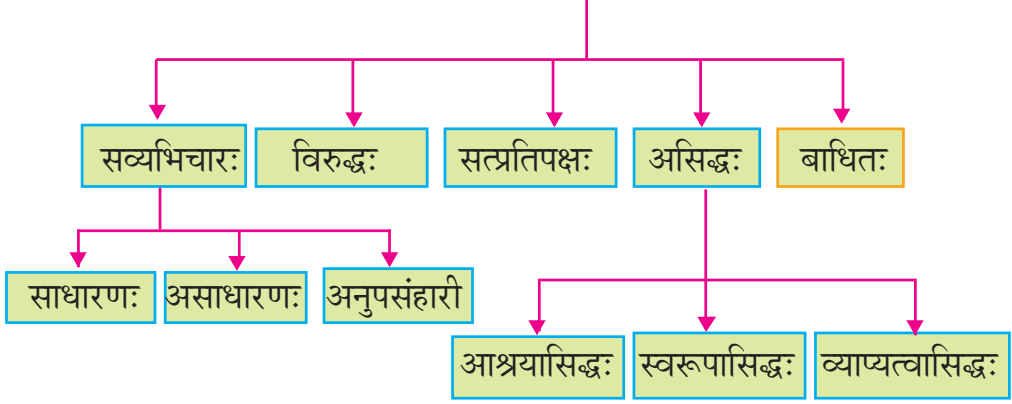 सव्यभिचारः
विरुद्धः
सत्प्रतिपक्षः
असिद्धः
बाधितः
साधारणः
असाधारणः
अनुपसंहारी
आश्रयासिद्धः
स्वरूपासिद्धः
व्याप्यत्वासिद्धः